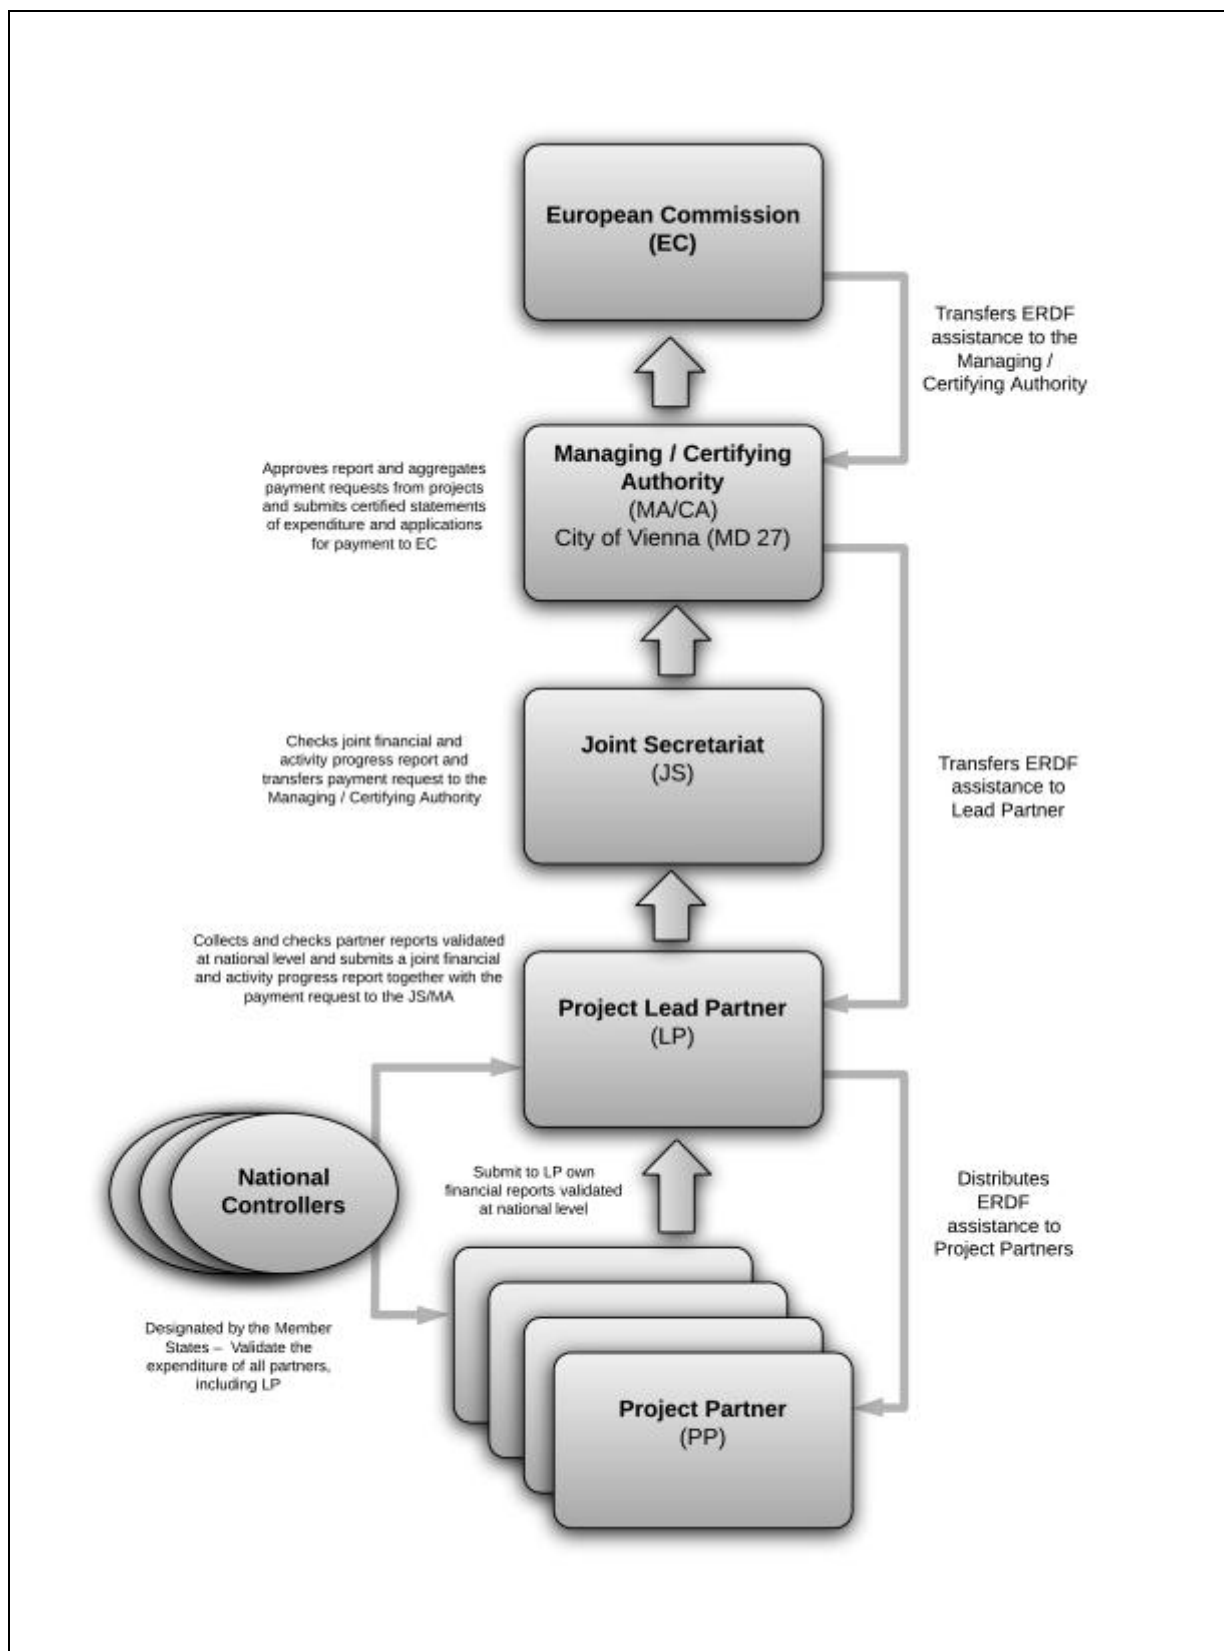 European Commission
(EC)
Transfers ERDF
assistance to the
Managing /
Certifying Authority
Managing / Certifying
Authority
(MA/CA)
City of Vienna (MD 27)
Approves report and aggregates
payment requests from projects
and submits certified statements
of expenditure and applications
for payment to EC
Joint Secretariat
(JS)
Checks joint financial and
activity progress report and
transfers payment request to the
Managing / Certifying Authority
Transfers ERDF
assistance to
Lead Partner
Collects and checks partner reports validated
at national level and submits a joint financial
and activity progress report together with the
payment request to the JS/MA
Project Lead Partner
(LP)
National
Controllers
Submit to LP own
financial reports validated
at national level
Distributes
ERDF
assistance to
Project Partners
Designated by the Member
States – Validate the
expenditure of all partners,
including LP
Project Partner
(PP)